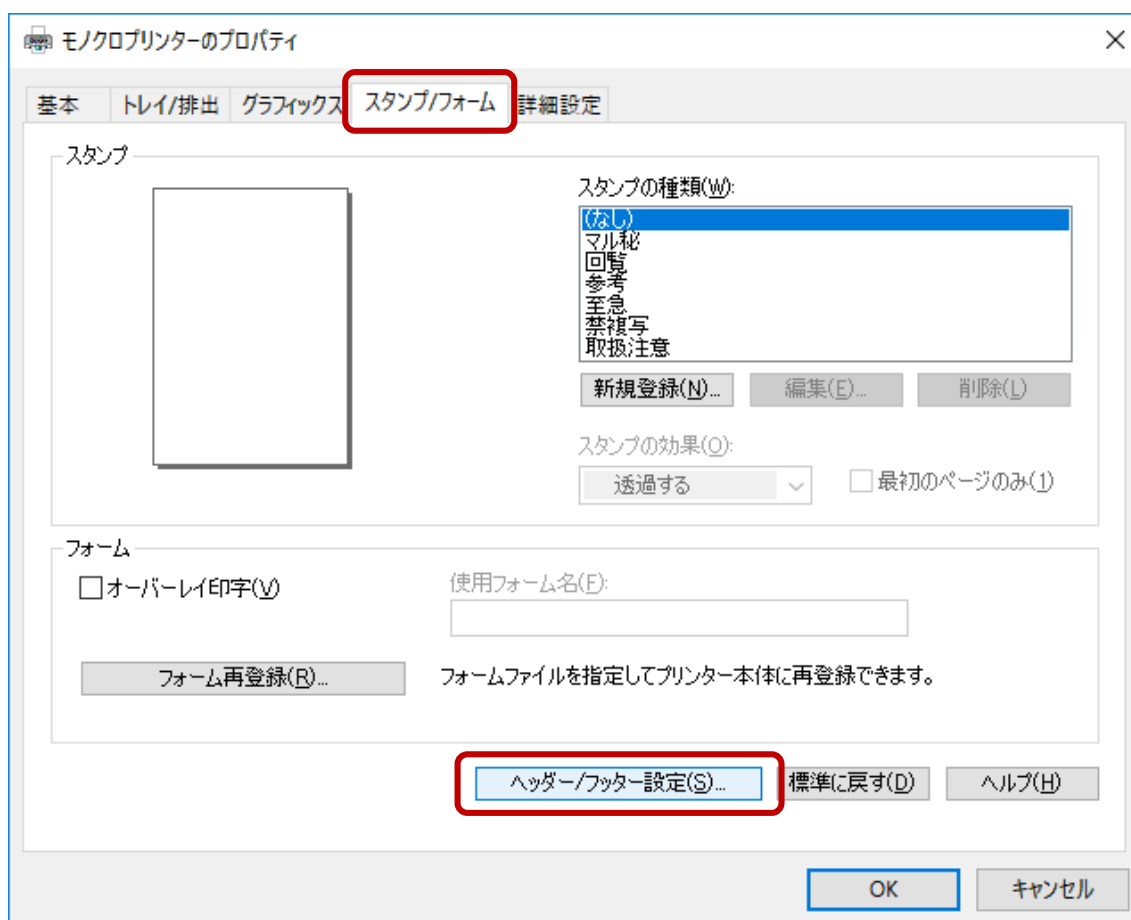 モノクロプリンターのプロパティ
基本 トレイ/排出 グラフィックス スタンプ/フォーム 詳細設定
スタンプ
スタンプの種類(W):
(なし)
マル秘
回覧
参考
至急
禁複写
取扱注意
新規登録(N)... 編集(E)... 削除(L)
スタンプの効果(O):
透過する 最初のページのみ(1)
フォーム
オーバーレイ印字(V) 使用フォーム名(F):
フォーム再登録(R)... フォームファイルを指定してプリンター本体に再登録できます。
ヘッダー/フッター設定(S)... 標準に戻す(D) ヘルプ(H)
OK キャンセル